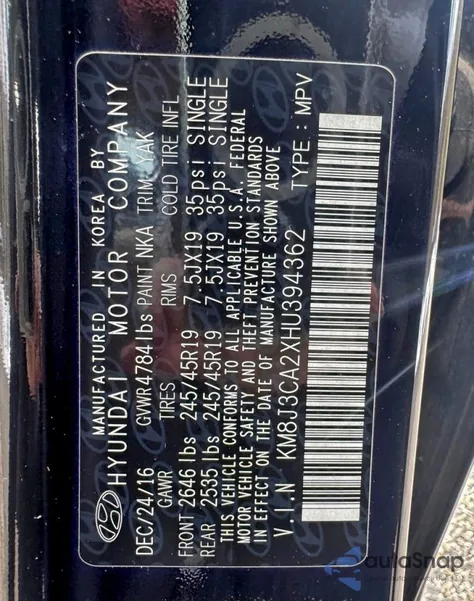 MANUFACTURED IN KOREA BY
HYUNDAI MOTOR COMPANY
DEC/24/16 GVWR 4784 lbs PAINT NKA TRIM YAK
GAWR TIRES RIMS COLD TIRE INFL
FRONT 2646 lbs 245/45R19 7.5JX19 35psi SINGLE
REAR 2535 lbs 245/45R19 7.5JX19 35psi SINGLE
THIS VEHICLE CONFORMS TO ALL APPLICABLE U.S.A. FEDERAL
MOTOR VEHICLE SAFETY AND THEFT PREVENTION STANDARDS
IN EFFECT ON THE DATE OF MANUFACTURE SHOWN ABOVE
V.I.N KM8J3CA2XHU394362 TYPE : MPV
autoSnap